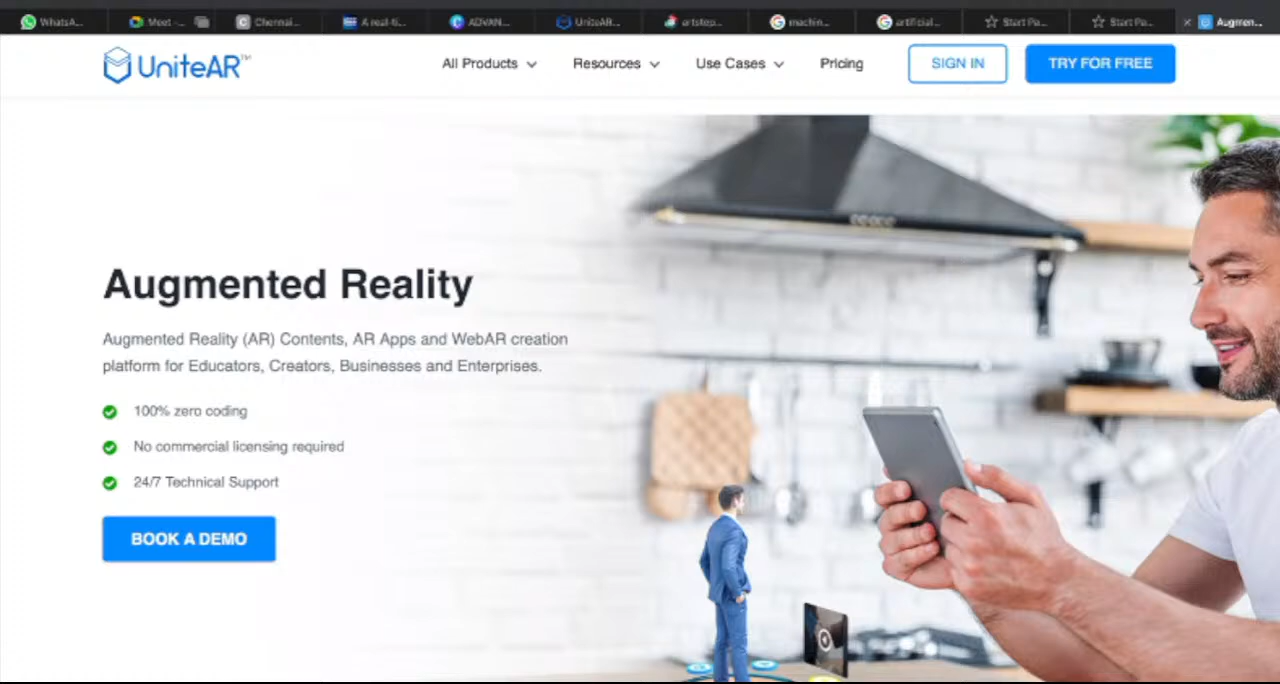 WhatsA...
Meet -...
Chennai...
A real-ti...
ADVAN...
UniteAR...
artstep...
machin...
artificial...
Start Pa...
Start Pa...
Augmen...
UniteAR™
All Products
Resources
Use Cases
Pricing
SIGN IN
TRY FOR FREE
Augmented Reality
Augmented Reality (AR) Contents, AR Apps and WebAR creation
platform for Educators, Creators, Businesses and Enterprises.
100% zero coding
No commercial licensing required
24/7 Technical Support
BOOK A DEMO